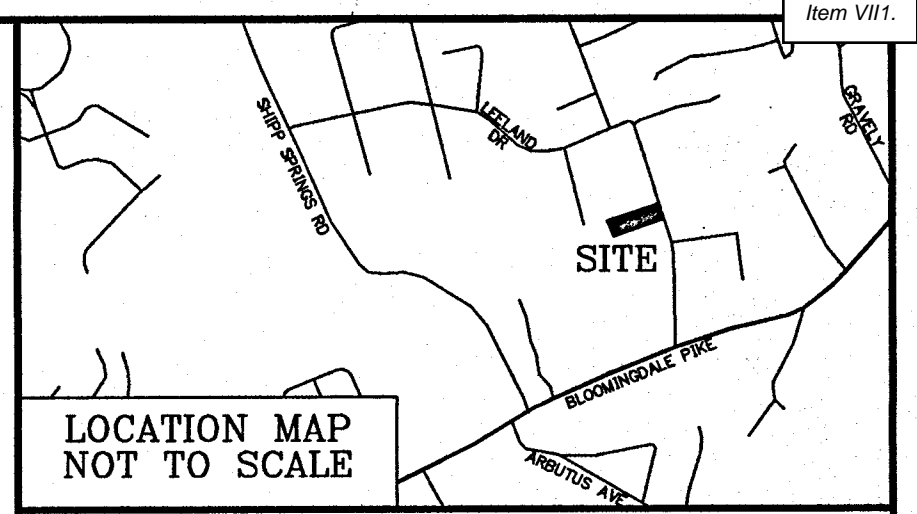 Item VII1.
SHIPP SPRINGS RD
LEELAND
DR
GRAVELY
RD
SITE
BLOOMINGDALE PIKE
ARBUTUS AVE
LOCATION MAP
NOT TO SCALE